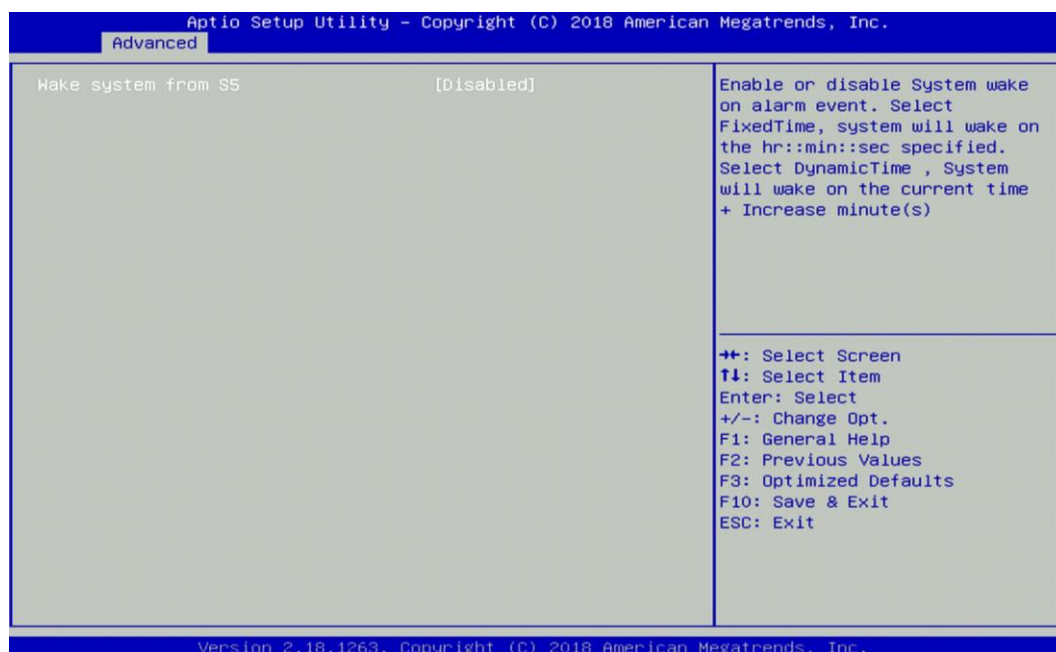 Aptio Setup Utility – Copyright (C) 2018 American Megatrends, Inc.
Advanced
Wake system from S5 [Disabled]
Enable or disable System wake
on alarm event. Select
FixedTime, system will wake on
the hr::min::sec specified.
Select DynamicTime , System
will wake on the current time
+ Increase minute(s)
→←: Select Screen
↑↓: Select Item
Enter: Select
+/-: Change Opt.
F1: General Help
F2: Previous Values
F3: Optimized Defaults
F10: Save & Exit
ESC: Exit
Version 2.18.1263. Copyright (C) 2018 American Megatrends, Inc.